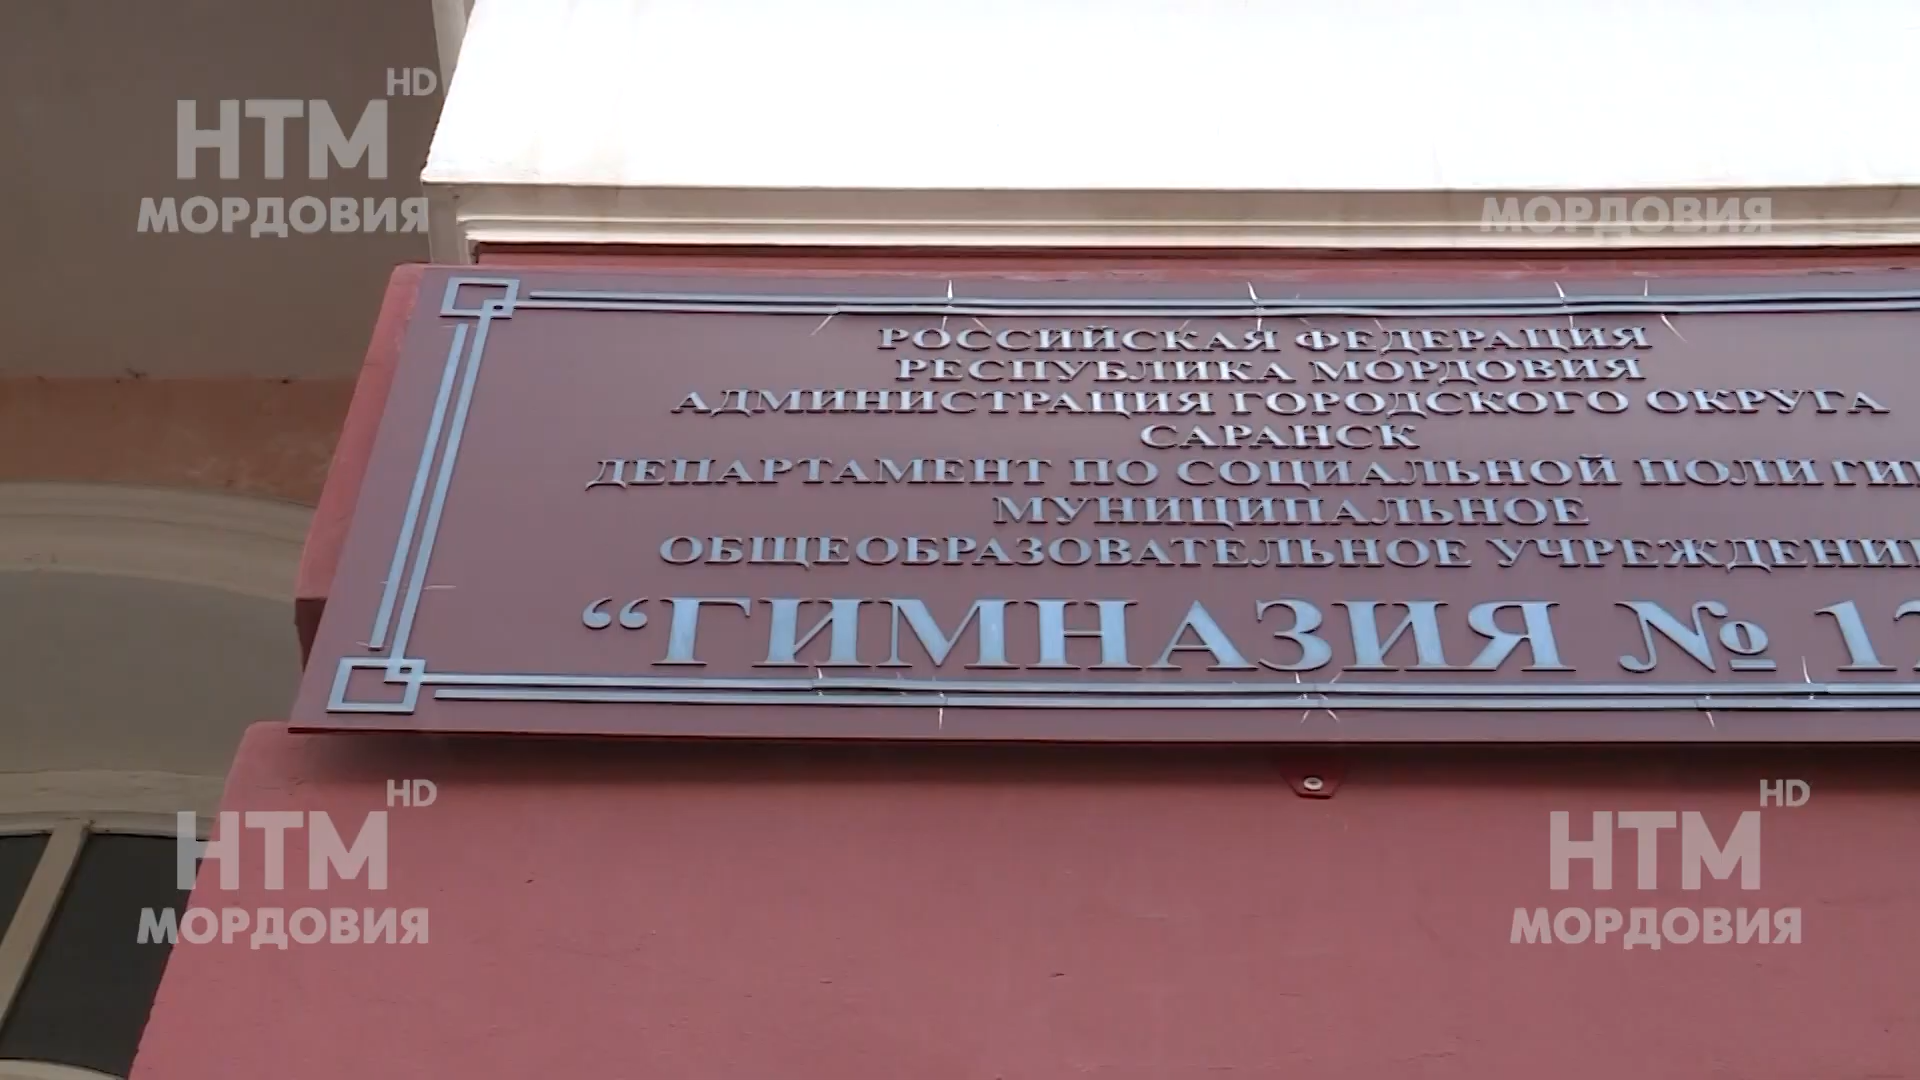 HD
НТМ
МОРДОВИЯ
МОРДОВИЯ
РОССИЙСКАЯ ФЕДЕРАЦИЯ
РЕСПУБЛИКА МОРДОВИЯ
АДМИНИСТРАЦИЯ ГОРОДСКОГО ОКРУГА
САРАНСК
ДЕПАРТАМЕНТ ПО СОЦИАЛЬНОЙ
МУНИЦИПАЛЬНОЕ
ОБЩЕОБРАЗОВАТЕЛЬНОЕ
“ГИМНАЗИЯ №
HD
НТМ
МОРДОВИЯ
HD
НТМ
МОРДОВИЯ